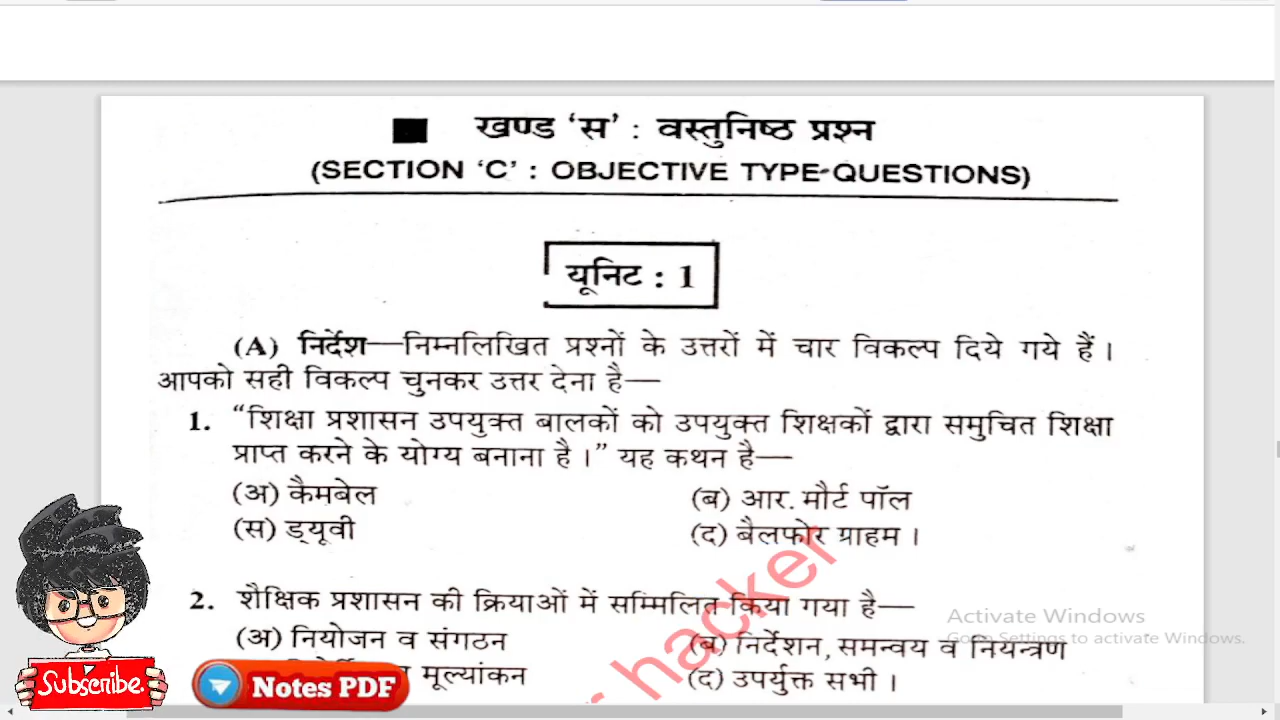 ■ खण्ड ‘स’ : वस्तुनिष्ठ प्रश्न
(SECTION ‘C’ : OBJECTIVE TYPE-QUESTIONS)
यूनिट : 1
(A) निर्देश—निम्नलिखित प्रश्नों के उत्तरों में चार विकल्प दिये गये हैं।
आपको सही विकल्प चुनकर उत्तर देना है—
1. “शिक्षा प्रशासन उपयुक्त बालकों को उपयुक्त शिक्षकों द्वारा समुचित शिक्षा
प्राप्त करने के योग्य बनाना है।” यह कथन है—
(अ) कैमबेल (ब) आर. मौर्ट पॉल
(स) ड्यूवी (द) बैलफोर ग्राहम।
2. शैक्षिक प्रशासन की क्रियाओं में सम्मिलित किया गया है—
(अ) नियोजन व संगठन (ब) निर्देशन, समन्वय व नियन्त्रण
मूल्यांकन (द) उपर्युक्त सभी।
hacker
Activate Windows
Go to Settings to activate Windows.
Subscribe.
Notes PDF